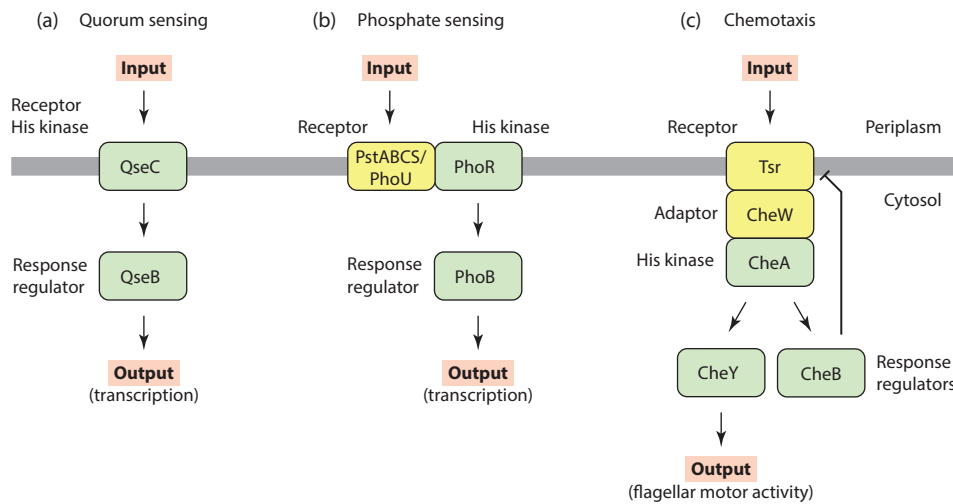 (a) Quorum sensing
Input
Receptor
His kinase
QseC
Response
regulator
QseB
Output
(transcription)
(b) Phosphate sensing
Input
Receptor
His kinase
PstABCS/
PhoU
PhoR
Response
regulator
PhoB
Output
(transcription)
(c) Chemotaxis
Input
Receptor
Periplasm
Tsr
Cytosol
Adaptor
CheW
His kinase
CheA
CheY
CheB
Response
regulators
Output
(flagellar motor activity)